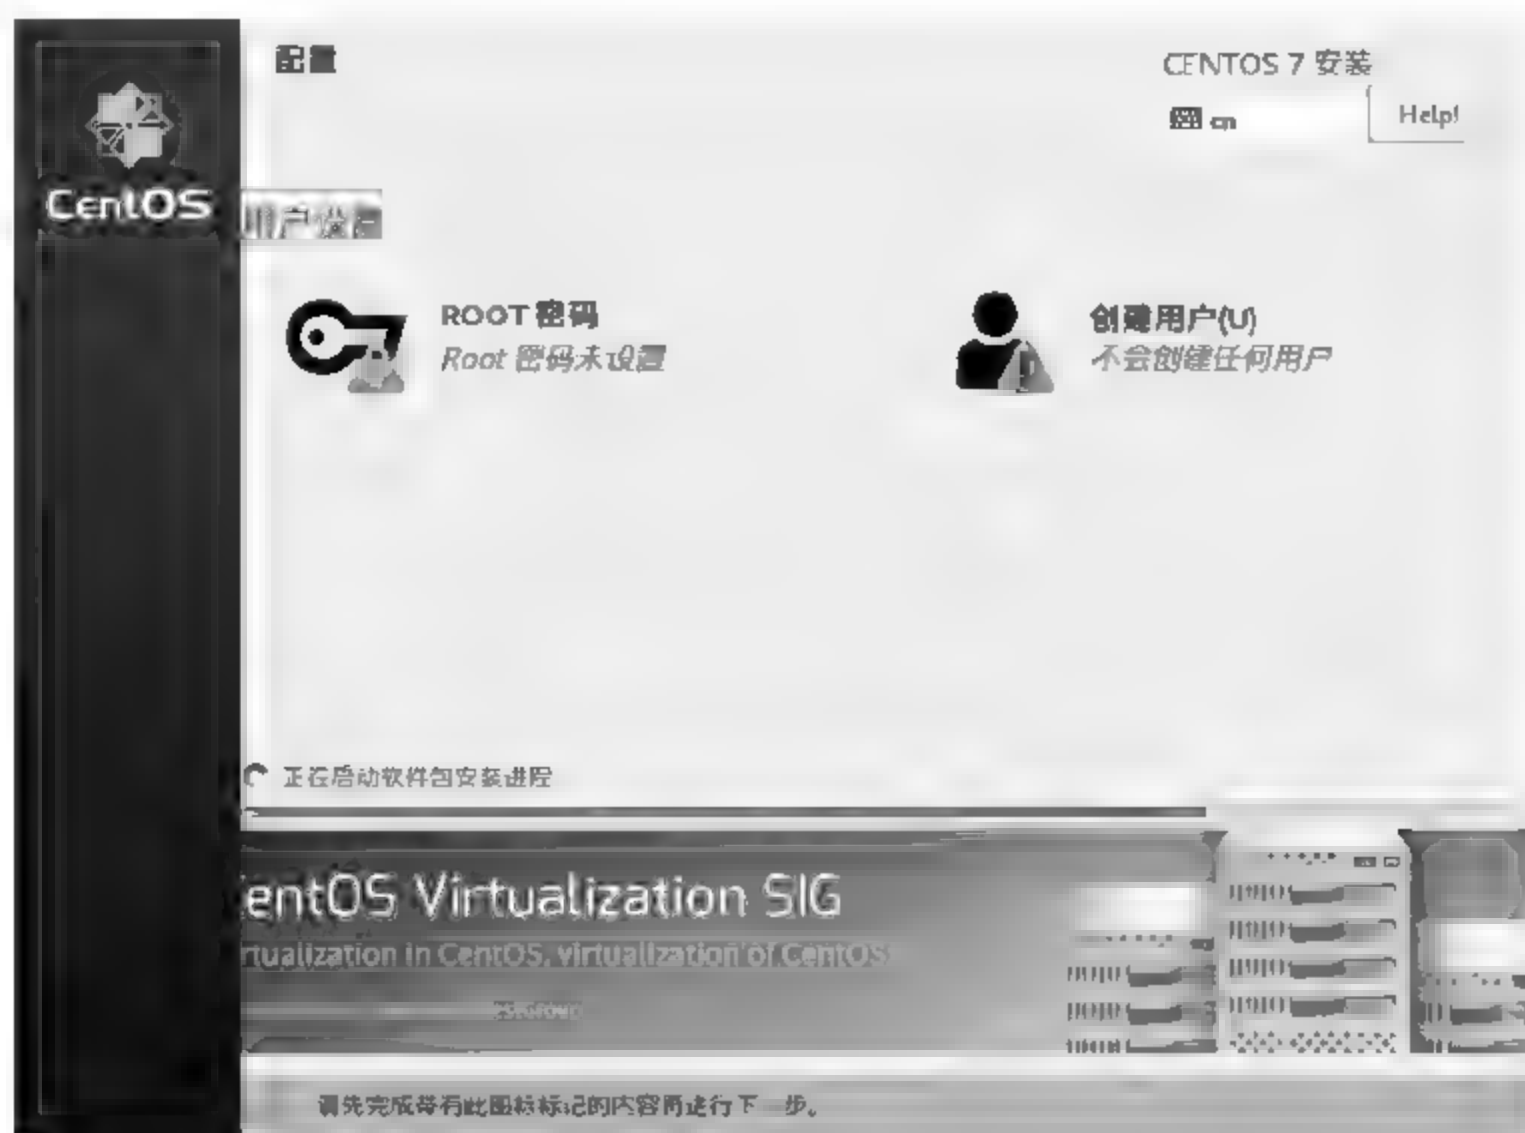 配置
CENTOS 7 安装
cn
Help!
CentOS
用户设置
ROOT 密码
Root 密码未设置
创建用户(U)
不会创建任何用户
正在启动软件包安装进程
entOS Virtualization SIG
rtualization in CentOS, virtualization of CentOS.
请先完成带有此图标标记的内容再进行下一步。